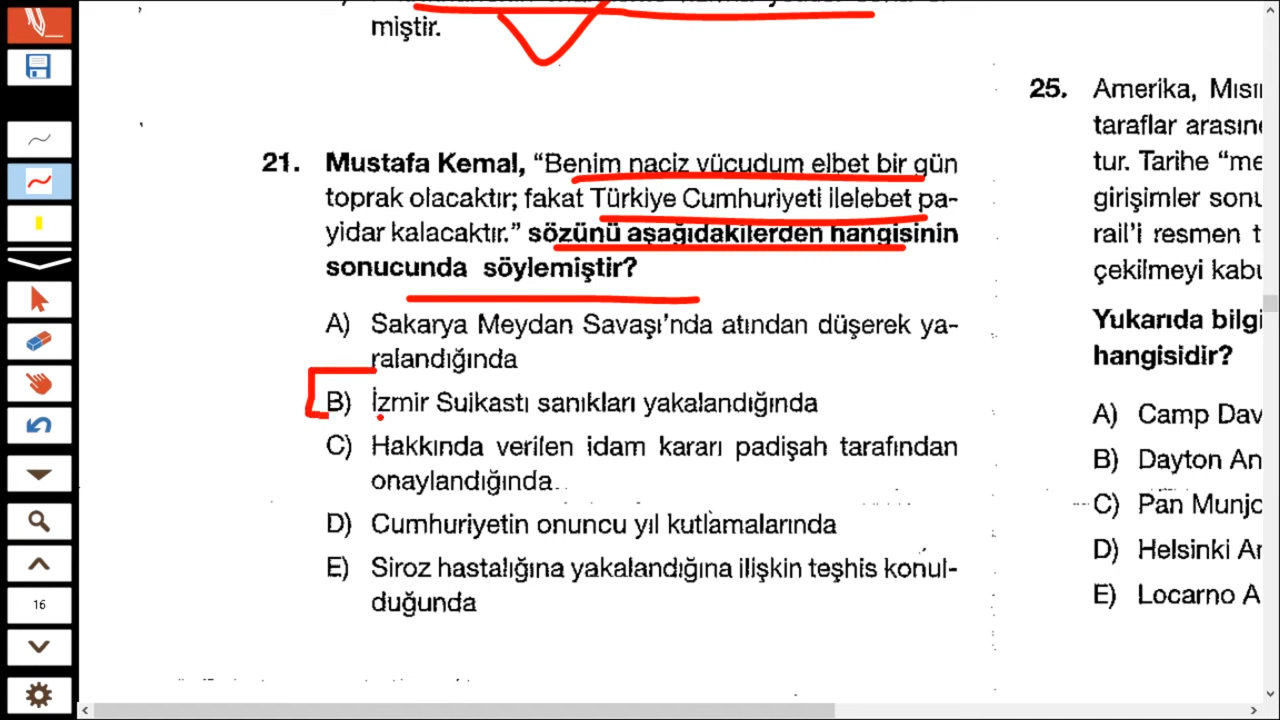 miştir.
21. Mustafa Kemal, “Benim naciz vücudum elbet bir gün
toprak olacaktır; fakat Türkiye Cumhuriyeti ilelebet pa-
yidar kalacaktır.” sözünü aşağıdakilerden hangisinin
sonucunda söylemiştir?
A) Sakarya Meydan Savaşı’nda atından düşerek ya-
ralandığında
B) İzmir Suikastı sanıkları yakalandığında
C) Hakkında verilen idam kararı padişah tarafından
onaylandığında
D) Cumhuriyetin onuncu yıl kutlamalarında
E) Siroz hastalığına yakalandığına ilişkin teşhis konul-
duğunda
25. Amerika, Mısı
taraflar arasın
tur. Tarihe “me
girişimler sonu
rail’i resmen t
çekilmeyi kabu
Yukarıda bilgi
hangisidir?
A) Camp Dav
B) Dayton An
C) Pan Munjo
D) Helsinki Ar
E) Locarno A
16